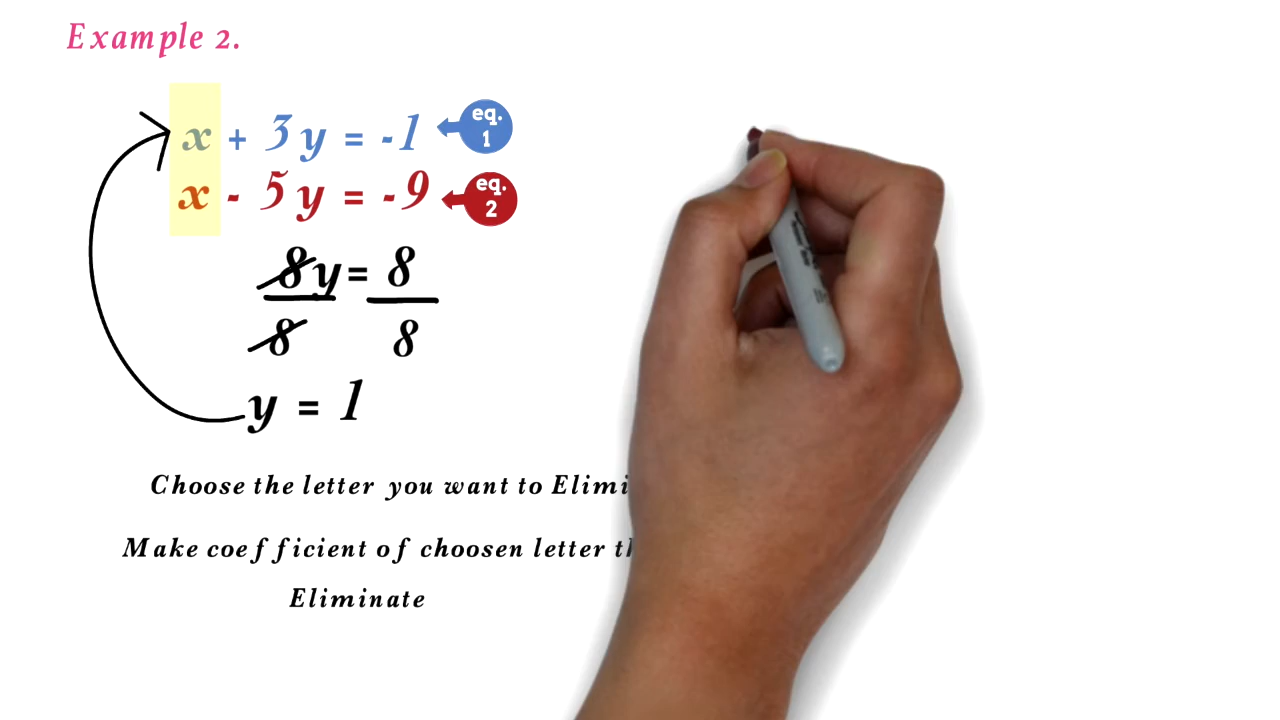 Example 2.
x + 3y = -1 eq. 1
x - 5y = -9 eq. 2
8y = 8
8 8
y = 1
Choose the letter you want to
Make coefficient of choosen letter
Eliminate